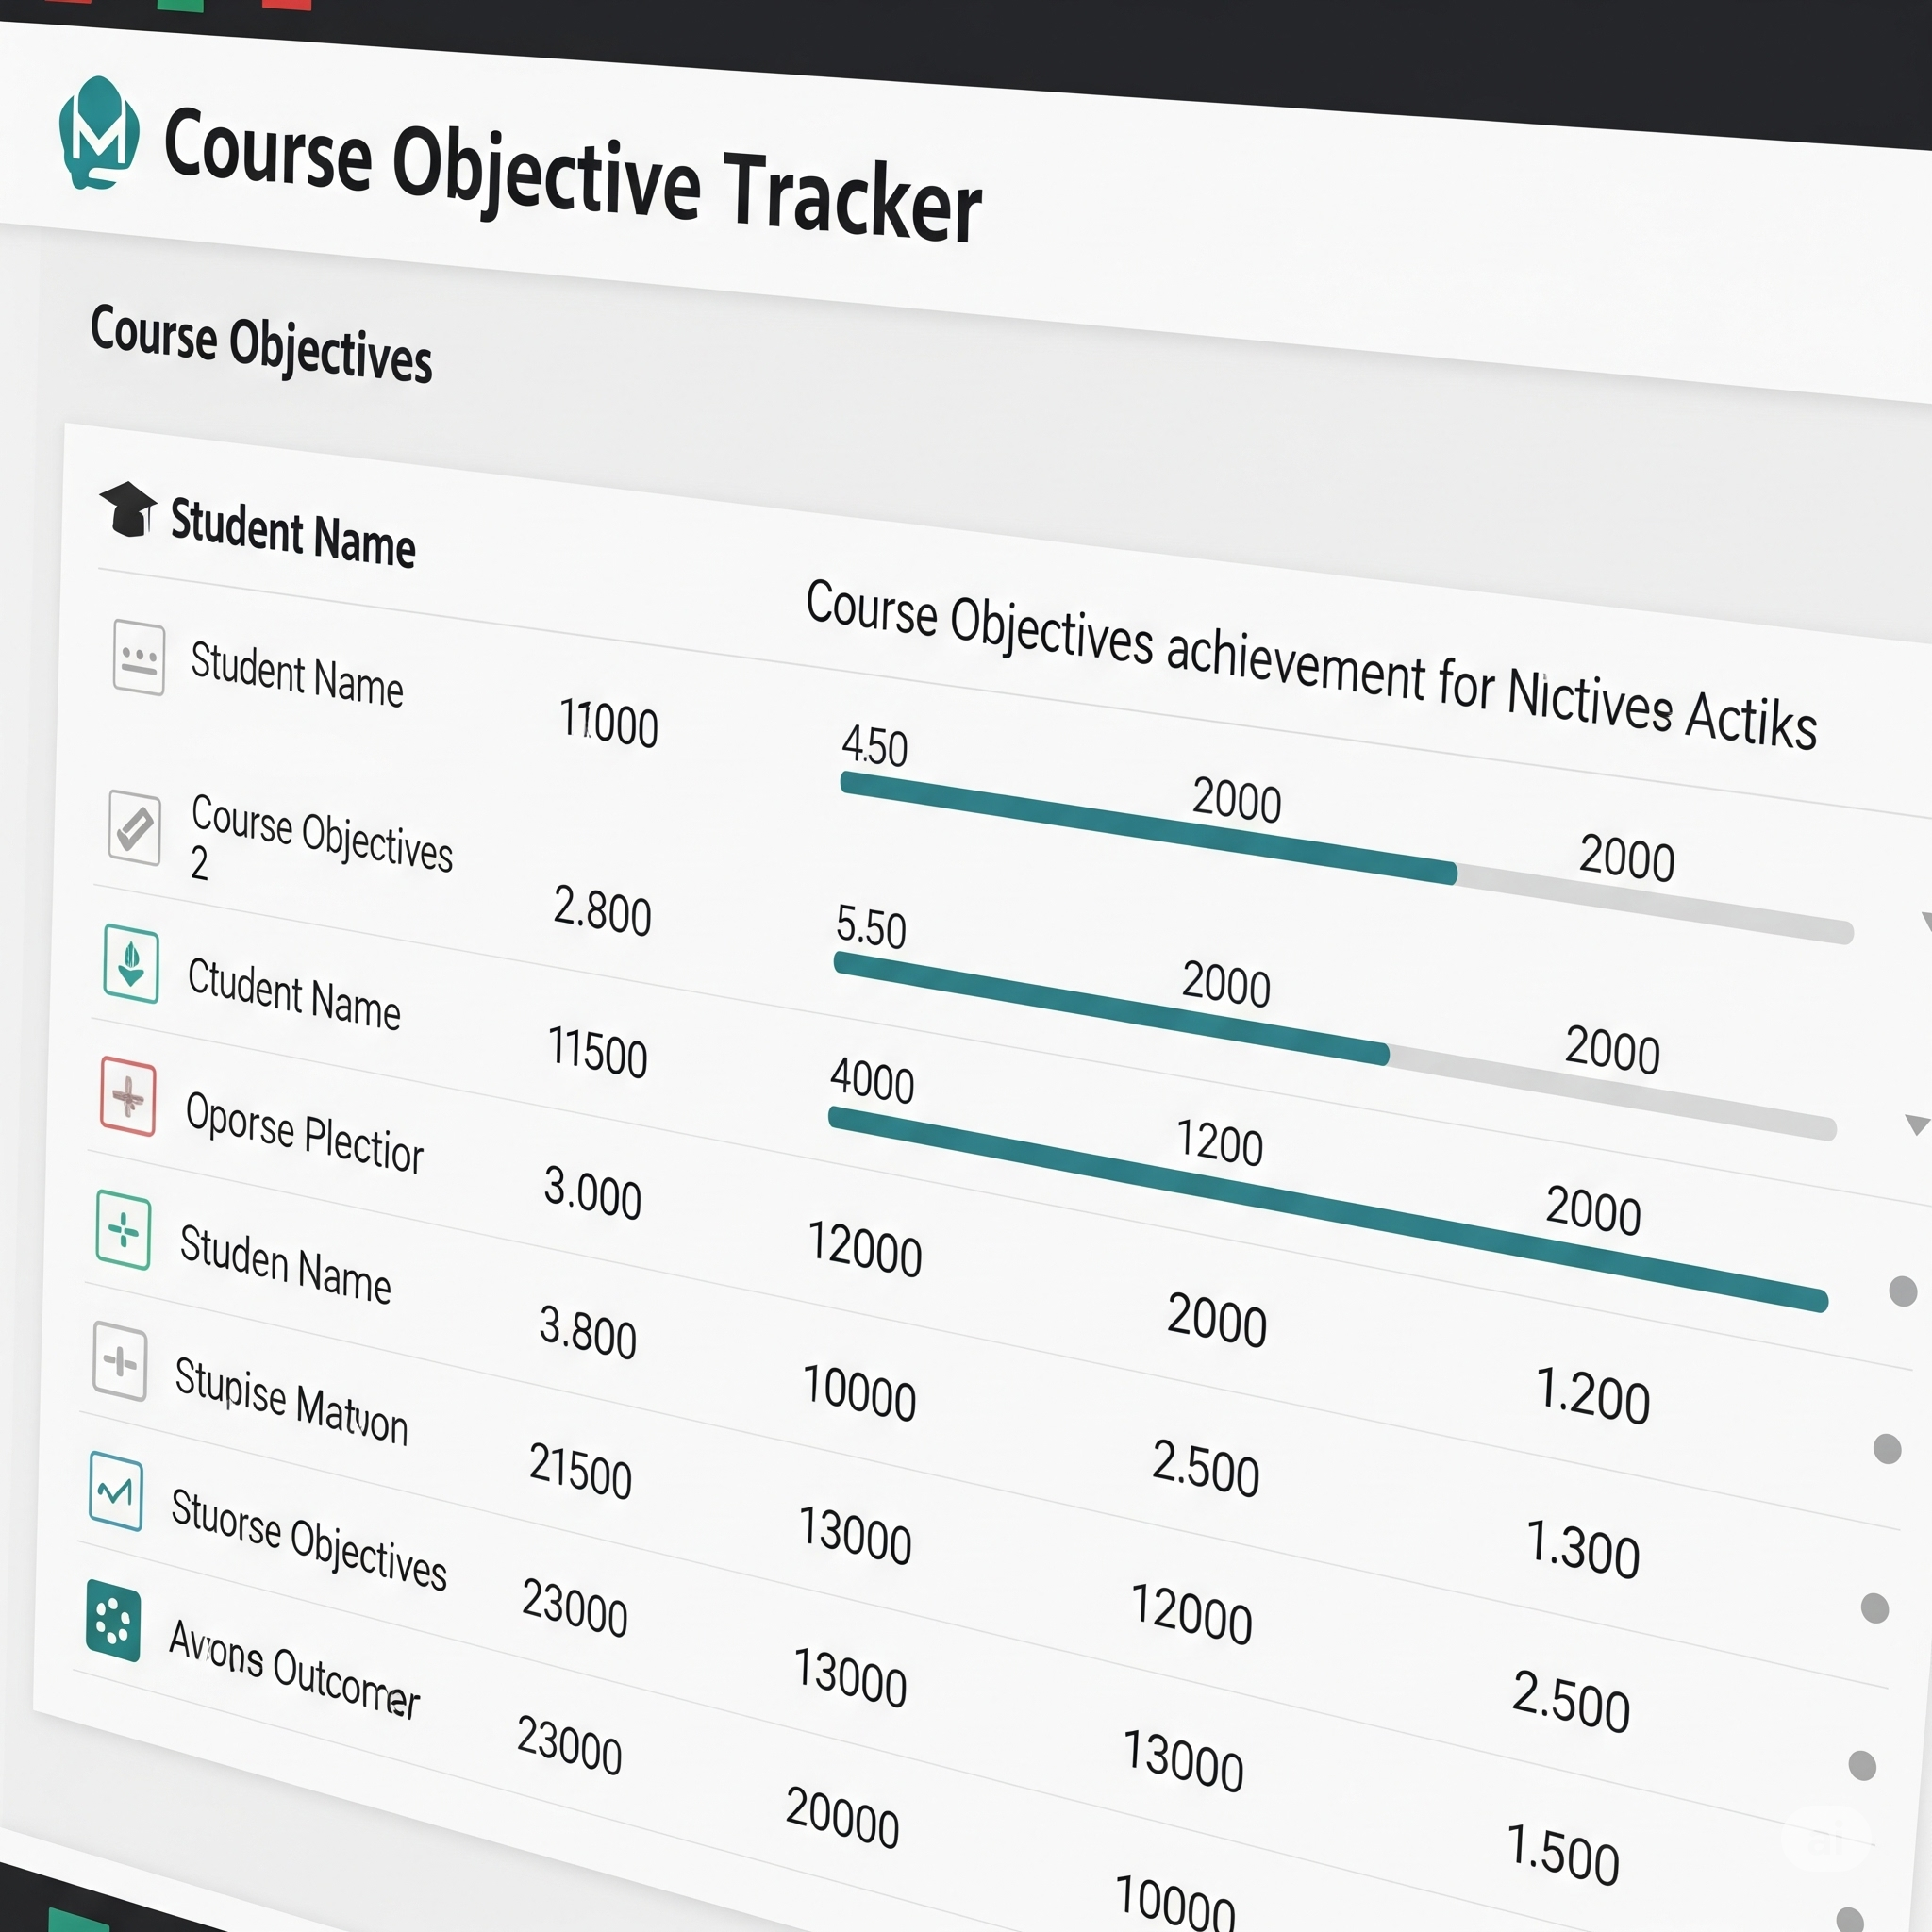 M
Course Objective Tracker
Course Objectives
Student Name
Course Objectives achievement for Nictives Actiks
Student Name 11000 4.50 2000 2000
Course Objectives 2.800 5.50 2000 2000
2
Ctudent Name 11500 4000 1200 2000
Oporse Plectior 3.000 12000 2000 1.200
Studen Name 3.800 10000 2.500 1.300
Stupise Matvon 21500 13000 12000 2.500
Stuorse Objectives 23000 13000 13000 1.500
Avons Outcomer 23000 20000 10000
ai